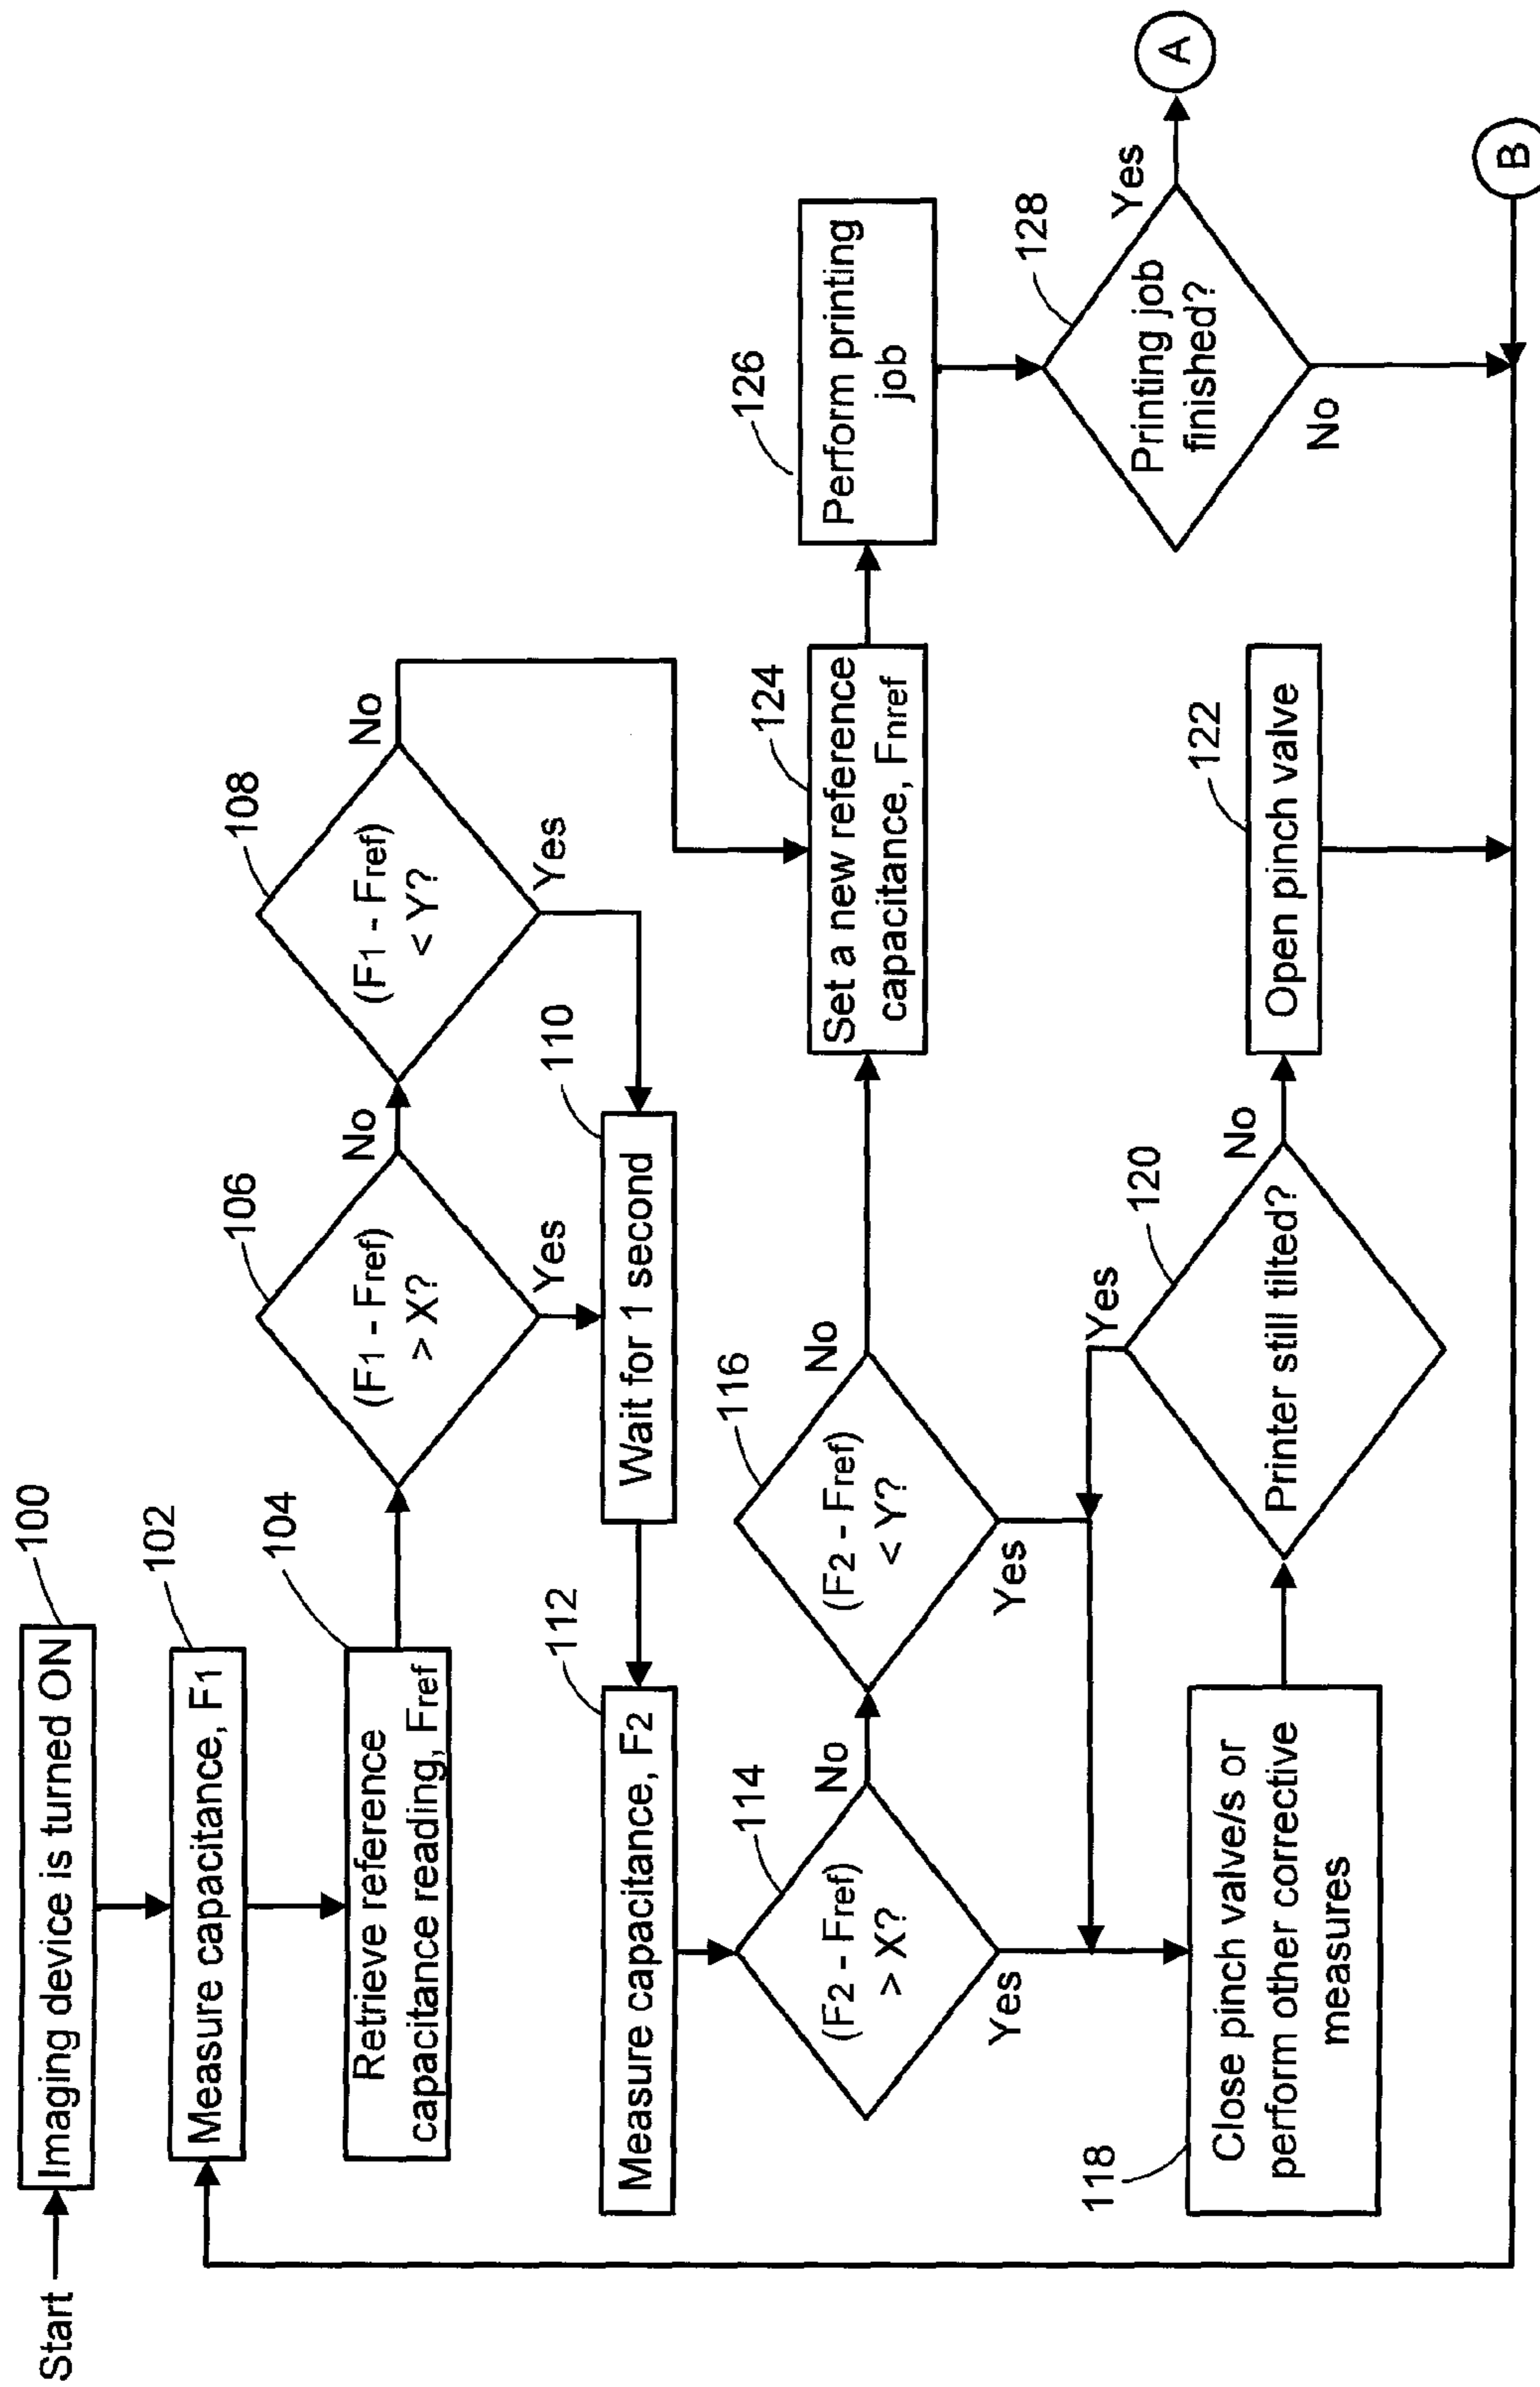 Start
100
Imaging device is turned ON
102
Measure capacitance, F1
104
Retrieve reference
capacitance reading, Fref
106
(F1 - Fref)
> X?
No
Yes
108
(F1 - Fref)
< Y?
No
Yes
110
Wait for 1 second
112
Measure capacitance, F2
114
(F2 - Fref)
> X?
No
Yes
116
(F2 - Fref)
< Y?
No
Yes
118
Close pinch valve/s or
perform other corrective
measures
120
Printer still tilted?
Yes
No
122
Open pinch valve
124
Set a new reference
capacitance, Fnref
126
Perform printing
job
128
Printing job
finished?
Yes
No
A
B